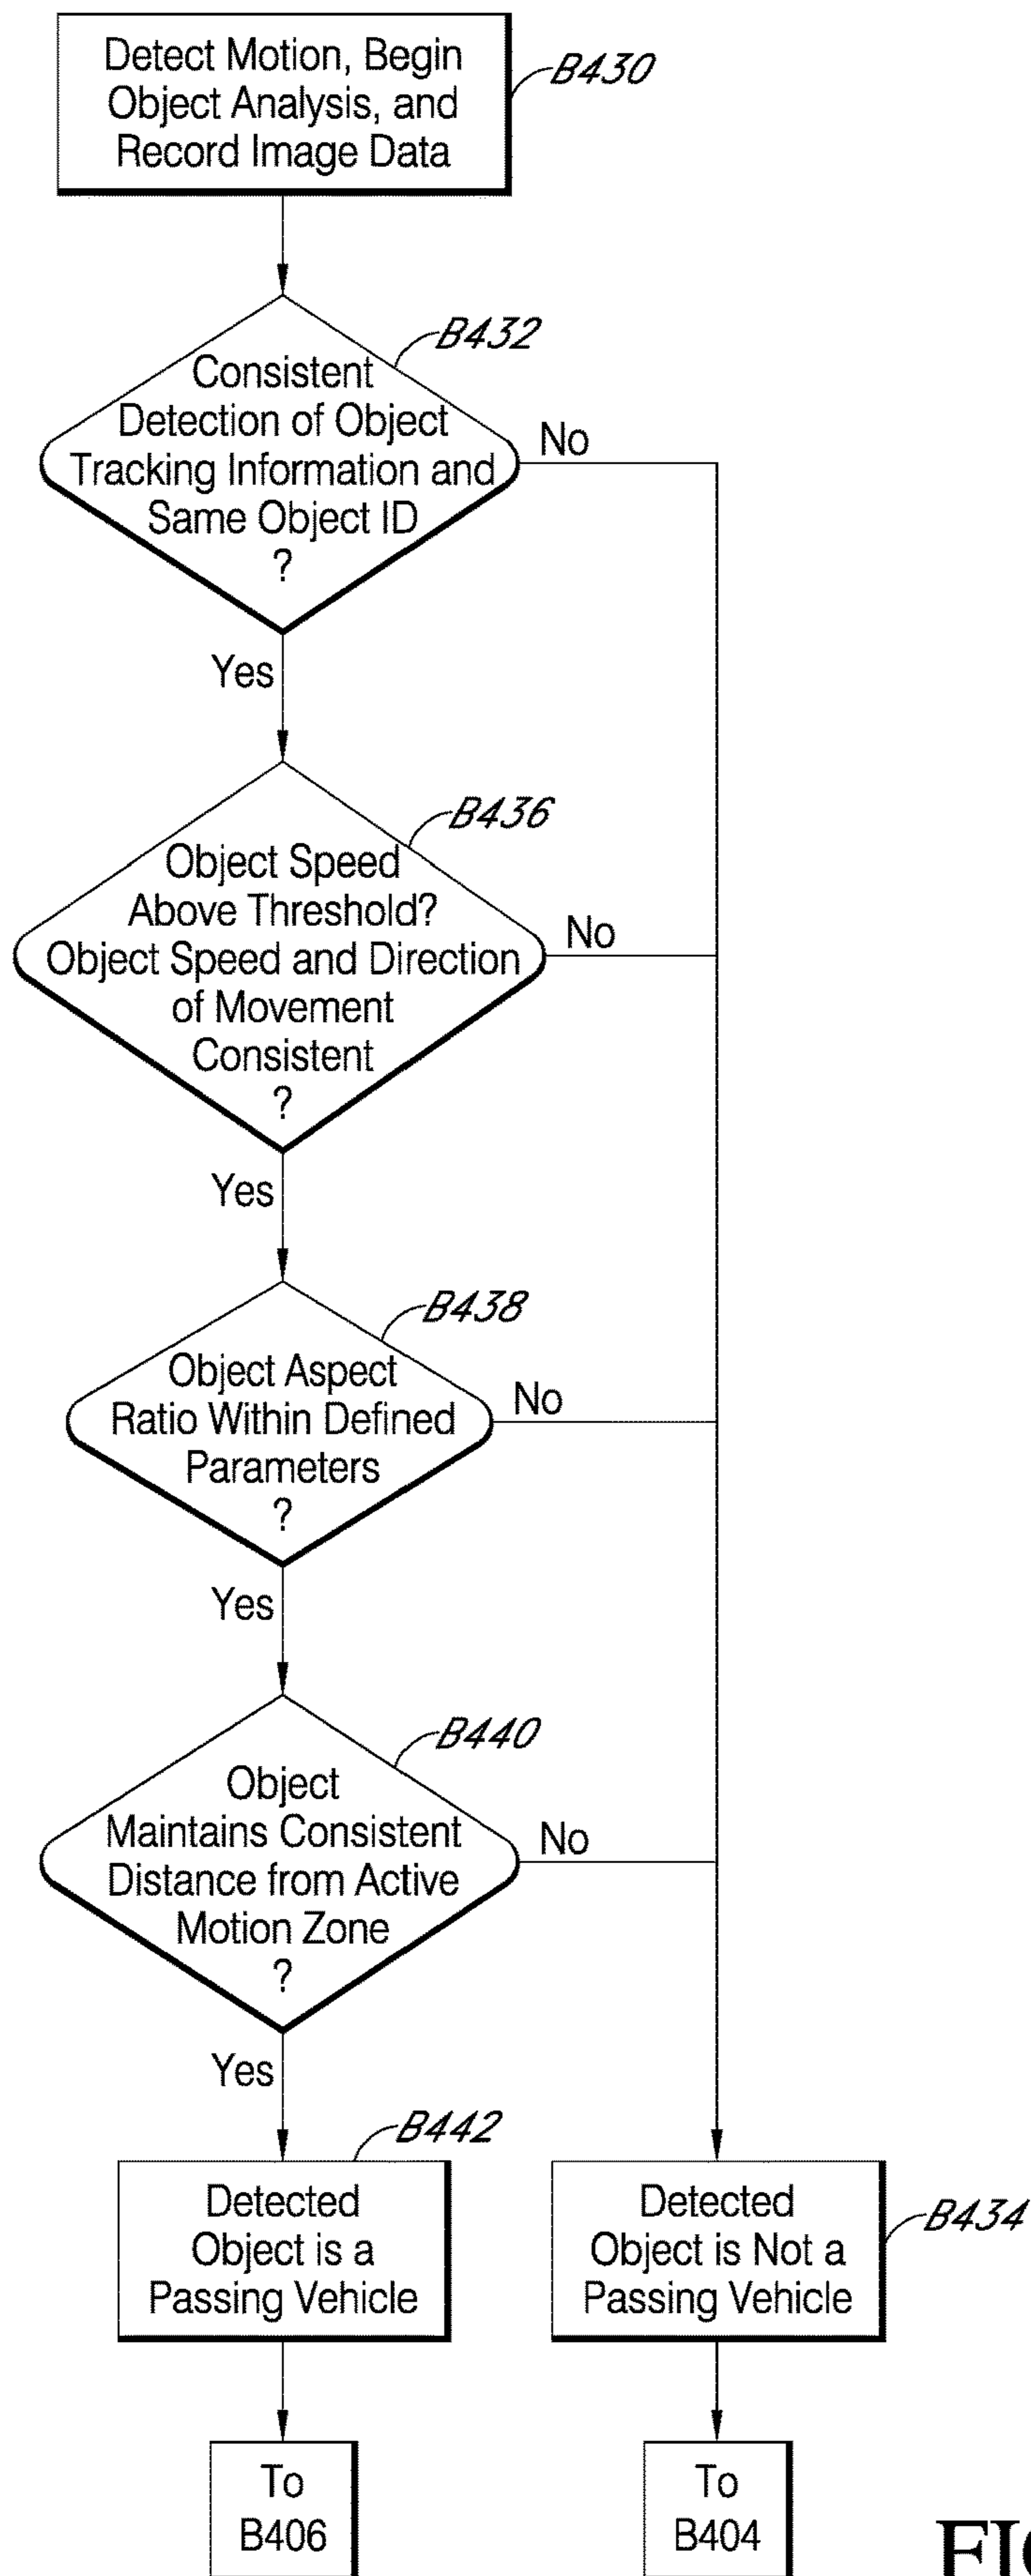 Detect Motion, Begin
Object Analysis, and
Record Image Data
B430
B432
Consistent
Detection of Object
Tracking Information and
Same Object ID
?
No
Yes
B436
Object Speed
Above Threshold?
Object Speed and Direction
of Movement
Consistent
?
No
Yes
B438
Object Aspect
Ratio Within Defined
Parameters
?
No
Yes
B440
Object
Maintains Consistent
Distance from Active
Motion Zone
?
No
Yes
B442
Detected
Object is a
Passing Vehicle
Detected
Object is Not a
Passing Vehicle
B434
To
B406
To
B404